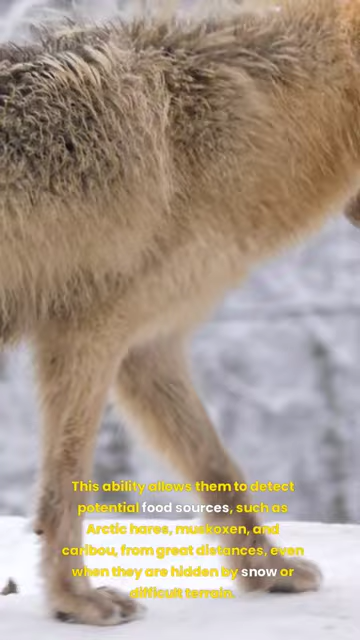 This ability allows them to detect
potential food sources, such as
Arctic hares, muskoxen, and
caribou, from great distances, even
when they are hidden by snow or
difficult terrain.